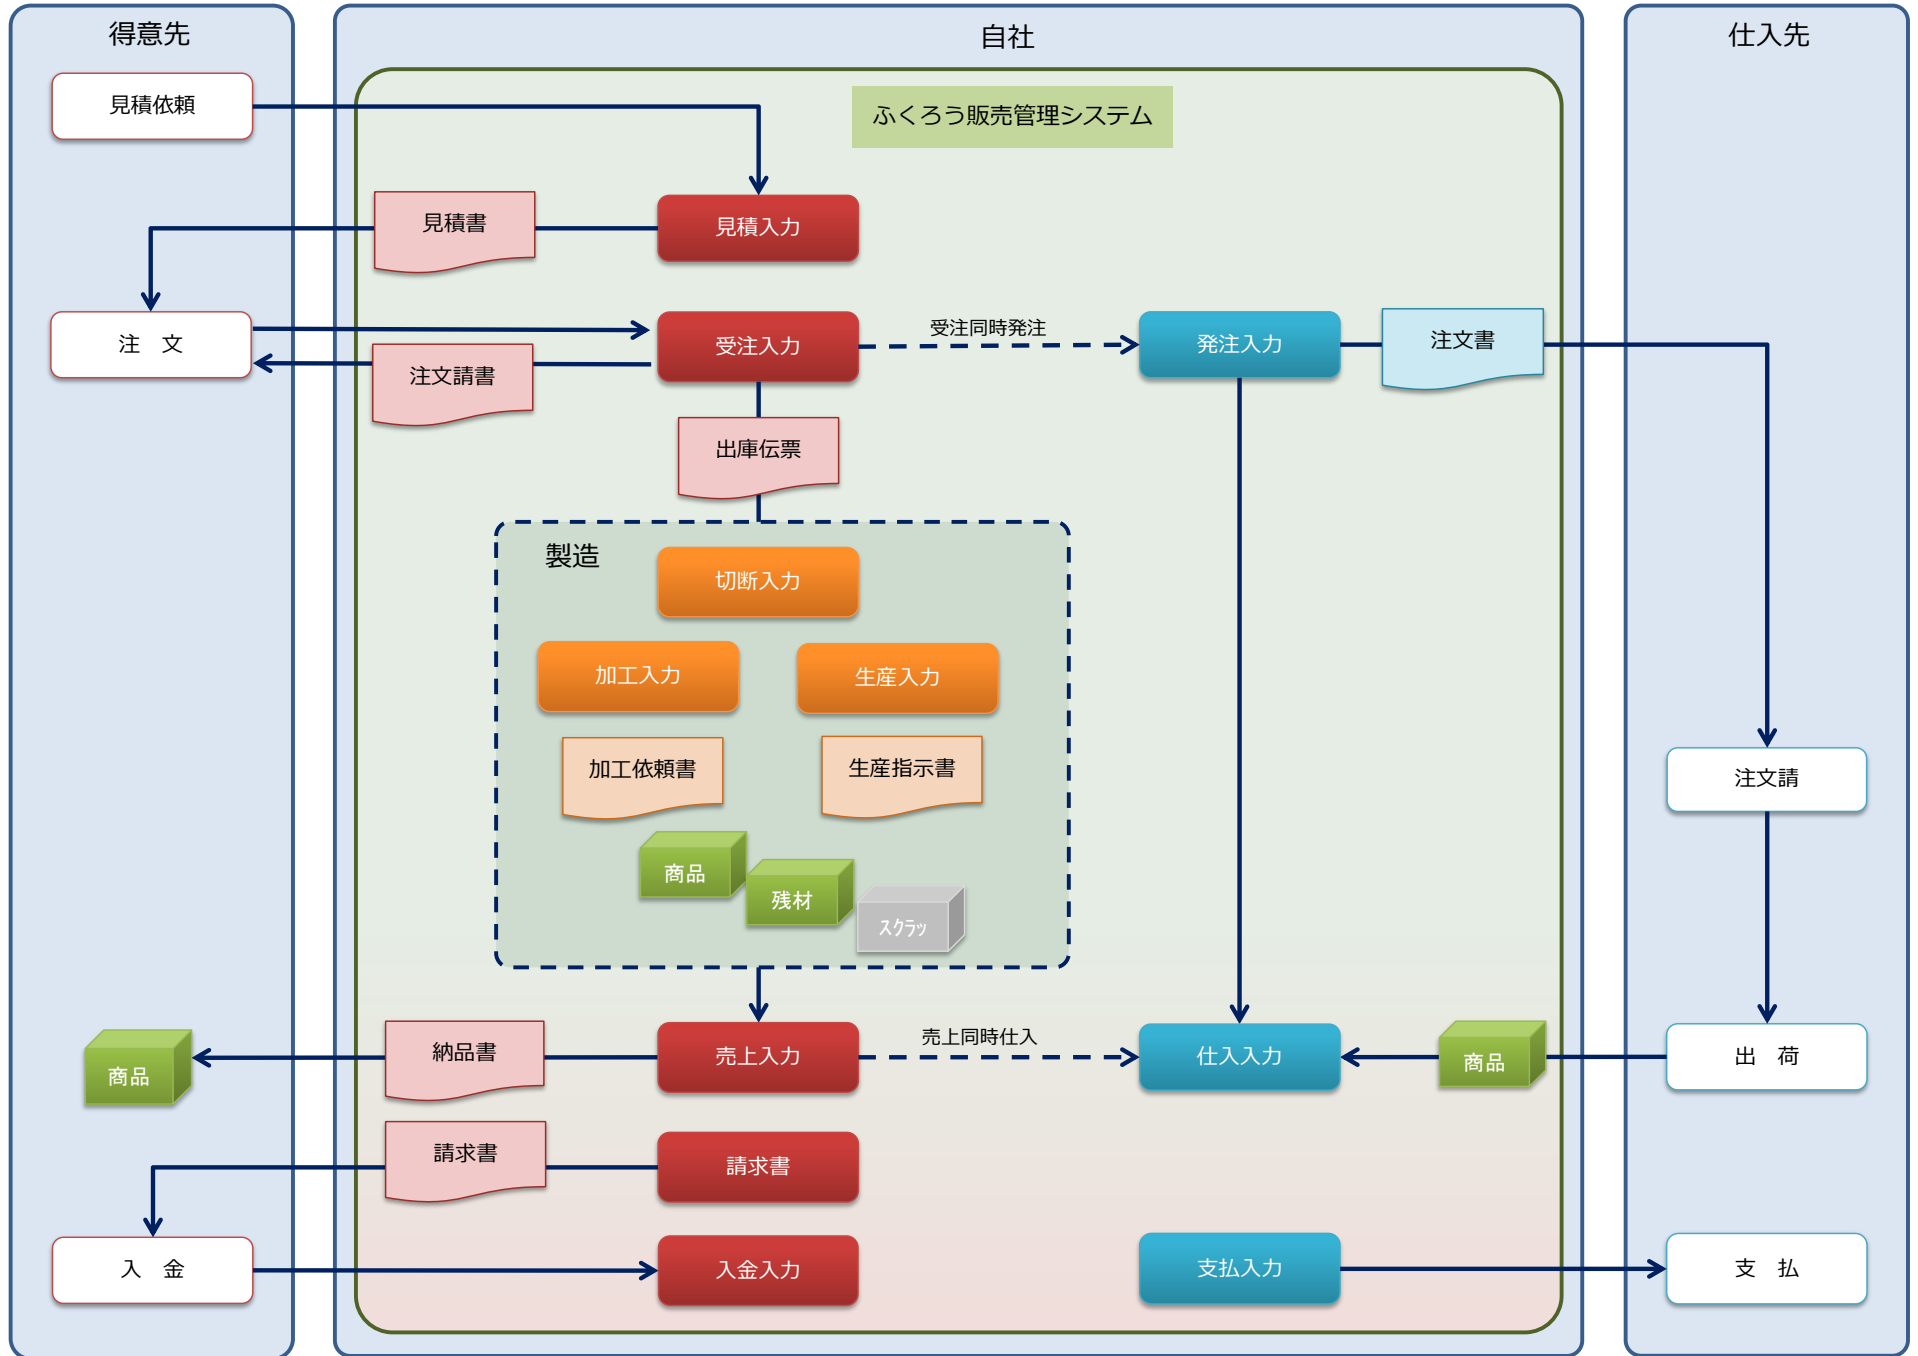 得意先
自社
仕入先
見積依頼
ふくろう販売管理システム
見積書
見積入力
注　文
受注入力
受注同時発注
発注入力
注文書
注文請書
出庫伝票
製造
切断入力
加工入力
生産入力
加工依頼書
生産指示書
注文請
商品
残材
スクラッ
商品
納品書
売上入力
売上同時仕入
仕入入力
商品
出　荷
請求書
請求書
入　金
入金入力
支払入力
支　払